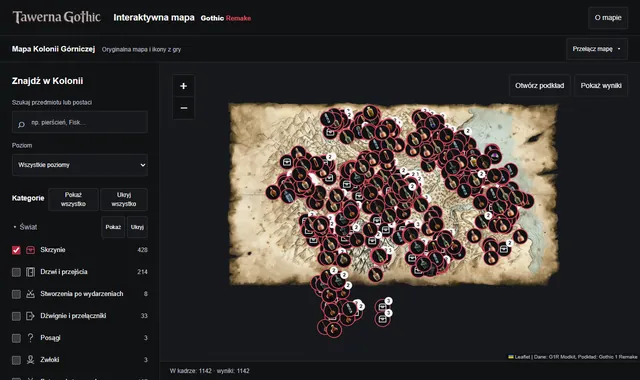 Tawerna Gothic
Interaktywna mapa
Gothic Remake
O mapie
Mapa Kolonii Górniczej
Oryginalna mapa i ikony z gry
Przełącz mapę
Znajdź w Kolonii
Szukaj przedmiotu lub postaci
np. pierścień, Fisk...
Poziom
Wszystkie poziomy
Kategorie
Pokaż wszystko
Ukryj wszystko
Świat
Pokaż
Ukryj
Skrzynie 428
Drzwi i przejścia 214
Stworzenia po wydarzeniach 8
Dźwignie i przełączniki 33
Posągi 3
Zwłoki 3
+
−
Otwórz podkład
Pokaż wyniki
Leaflet | Dane: G1R Modkit, Podkład: Gothic 1 Remake
W kadrze: 1142 · wyniki: 1142